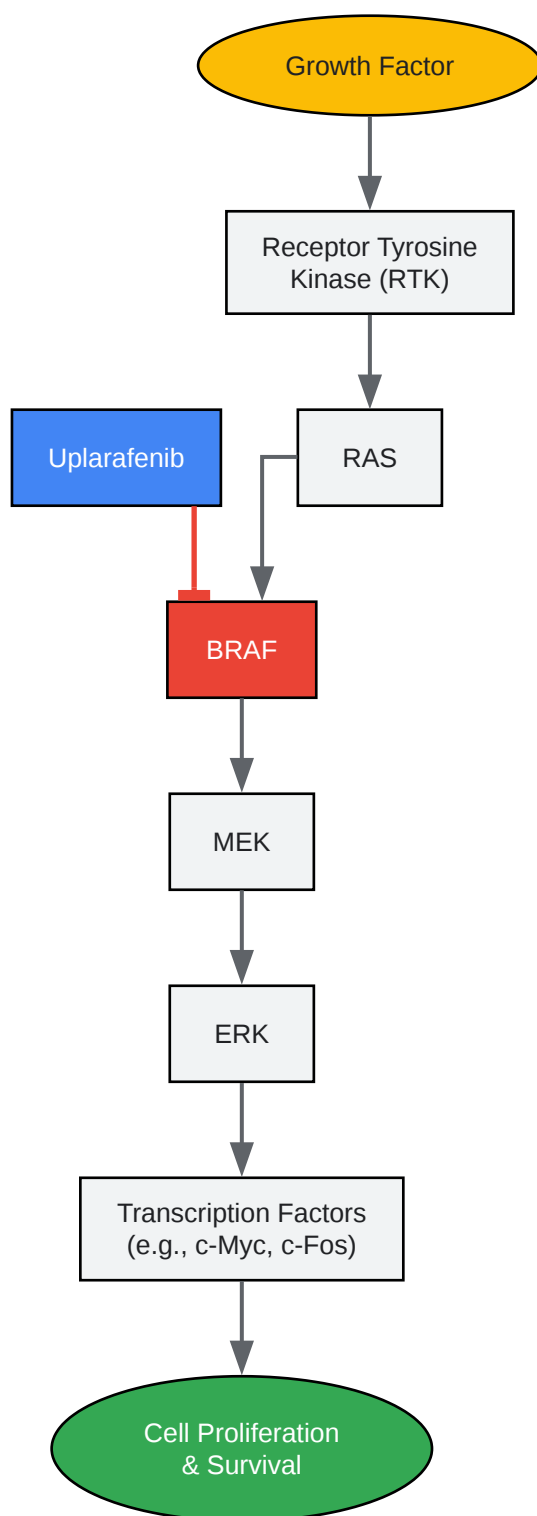 Growth Factor
Receptor Tyrosine
Kinase (RTK)
Uplarafenib
RAS
BRAF
MEK
ERK
Transcription Factors
(e.g., c-Myc, c-Fos)
Cell Proliferation
& Survival